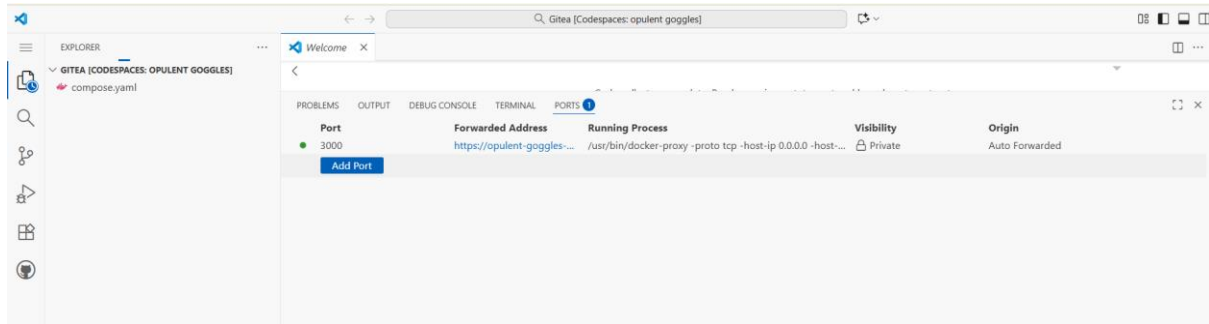 Gitea [Codespaces: opulent goggles]
EXPLORER
Welcome
GITEA [CODESPACES: OPULENT GOGGLES]
compose.yaml
PROBLEMS OUTPUT DEBUG CONSOLE TERMINAL PORTS 1
Port Forwarded Address Running Process Visibility Origin
3000 https://opulent-goggles-... /usr/bin/docker-proxy -proto tcp -host-ip 0.0.0.0 -host-... Private Auto Forwarded
Add Port